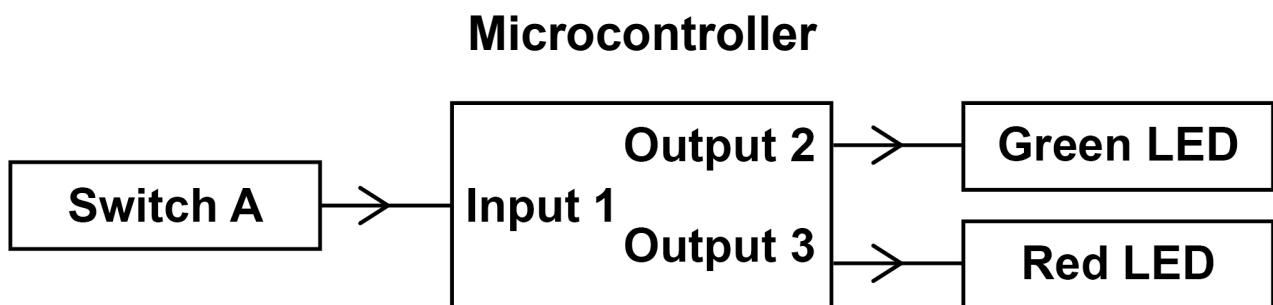 Microcontroller
Switch A
Input 1
Output 2
Output 3
Green LED
Red LED